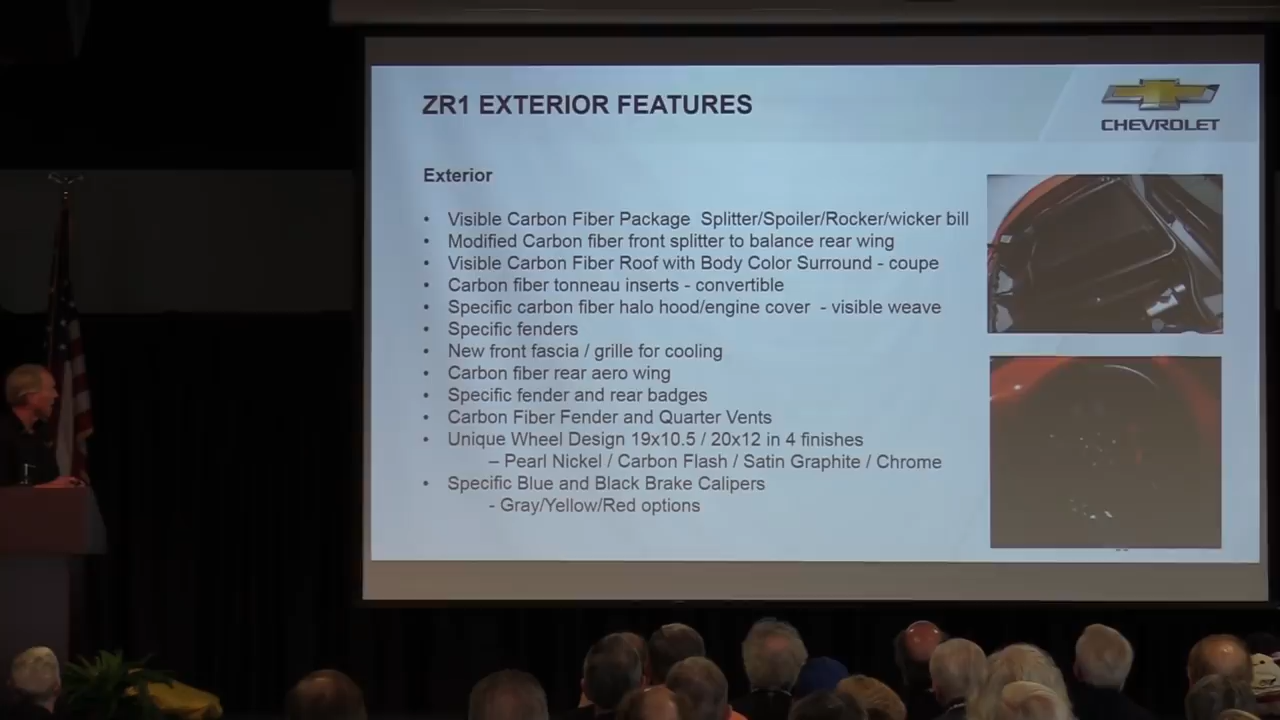 ZR1 EXTERIOR FEATURES
CHEVROLET
Exterior
• Visible Carbon Fiber Package Splitter/Spoiler/Rocker/wicker bill
• Modified Carbon fiber front splitter to balance rear wing
• Visible Carbon Fiber Roof with Body Color Surround - coupe
• Carbon fiber tonneau inserts - convertible
• Specific carbon fiber halo hood/engine cover - visible weave
• Specific fenders
• New front fascia / grille for cooling
• Carbon fiber rear aero wing
• Specific fender and rear badges
• Carbon Fiber Fender and Quarter Vents
• Unique Wheel Design 19x10.5 / 20x12 in 4 finishes
– Pearl Nickel / Carbon Flash / Satin Graphite / Chrome
• Specific Blue and Black Brake Calipers
- Gray/Yellow/Red options